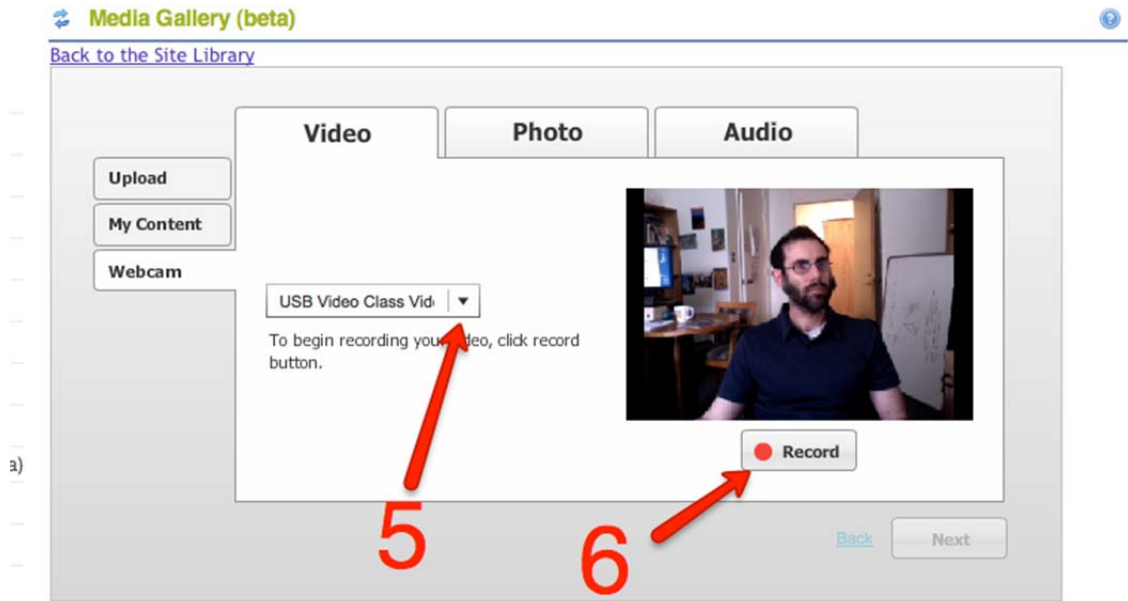 Media Gallery (beta)
Back to the Site Library
Video
Photo
Audio
Upload
My Content
Webcam
USB Video Class Vid
To begin recording your video, click record
button.
Record
a)
5
6
Back
Next